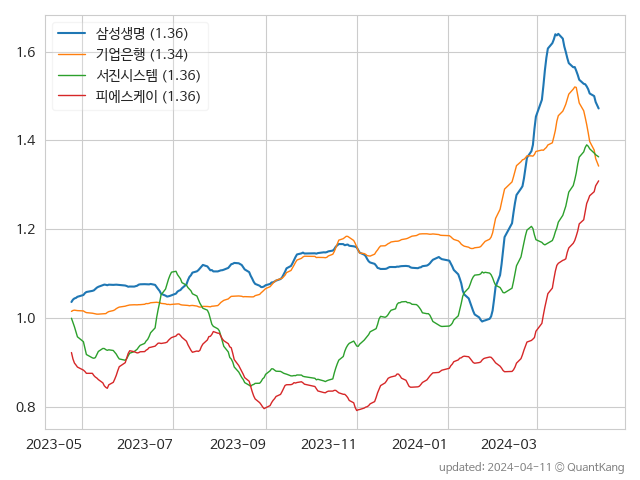 삼성생명 (1.36)
기업은행 (1.34)
서진시스템 (1.36)
피에스케이 (1.36)
1.6
1.4
1.2
1.0
0.8
2023-05 2023-07 2023-09 2023-11 2024-01 2024-03
updated: 2024-04-11 © QuantKang